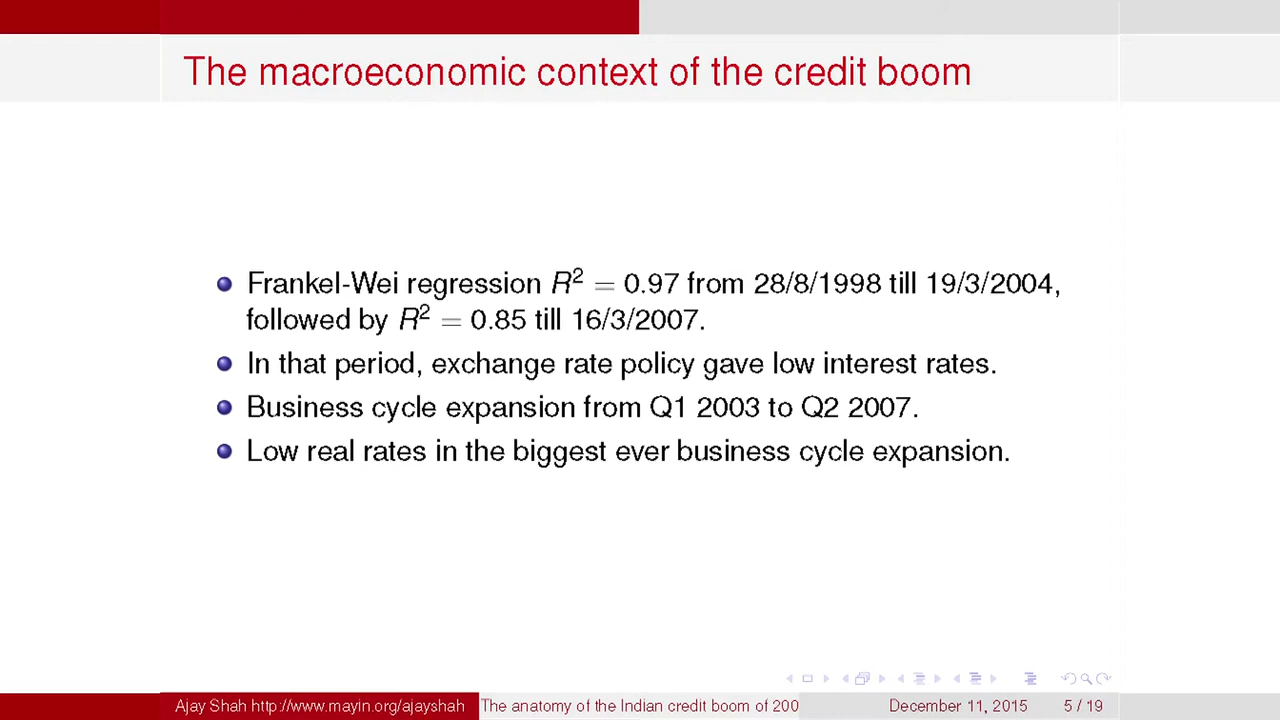 The macroeconomic context of the credit boom
Frankel-Wei regression R² = 0.97 from 28/8/1998 till 19/3/2004,
followed by R² = 0.85 till 16/3/2007.
In that period, exchange rate policy gave low interest rates.
Business cycle expansion from Q1 2003 to Q2 2007.
Low real rates in the biggest ever business cycle expansion.
Ajay Shah http://www.mayin.org/ajayshah The anatomy of the Indian credit boom of 200 December 11, 2015 5 / 19